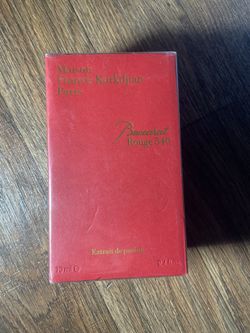 Maison
Francis Kurkdjian
Paris
Baccarat
Rouge 540
Extrait de parfum